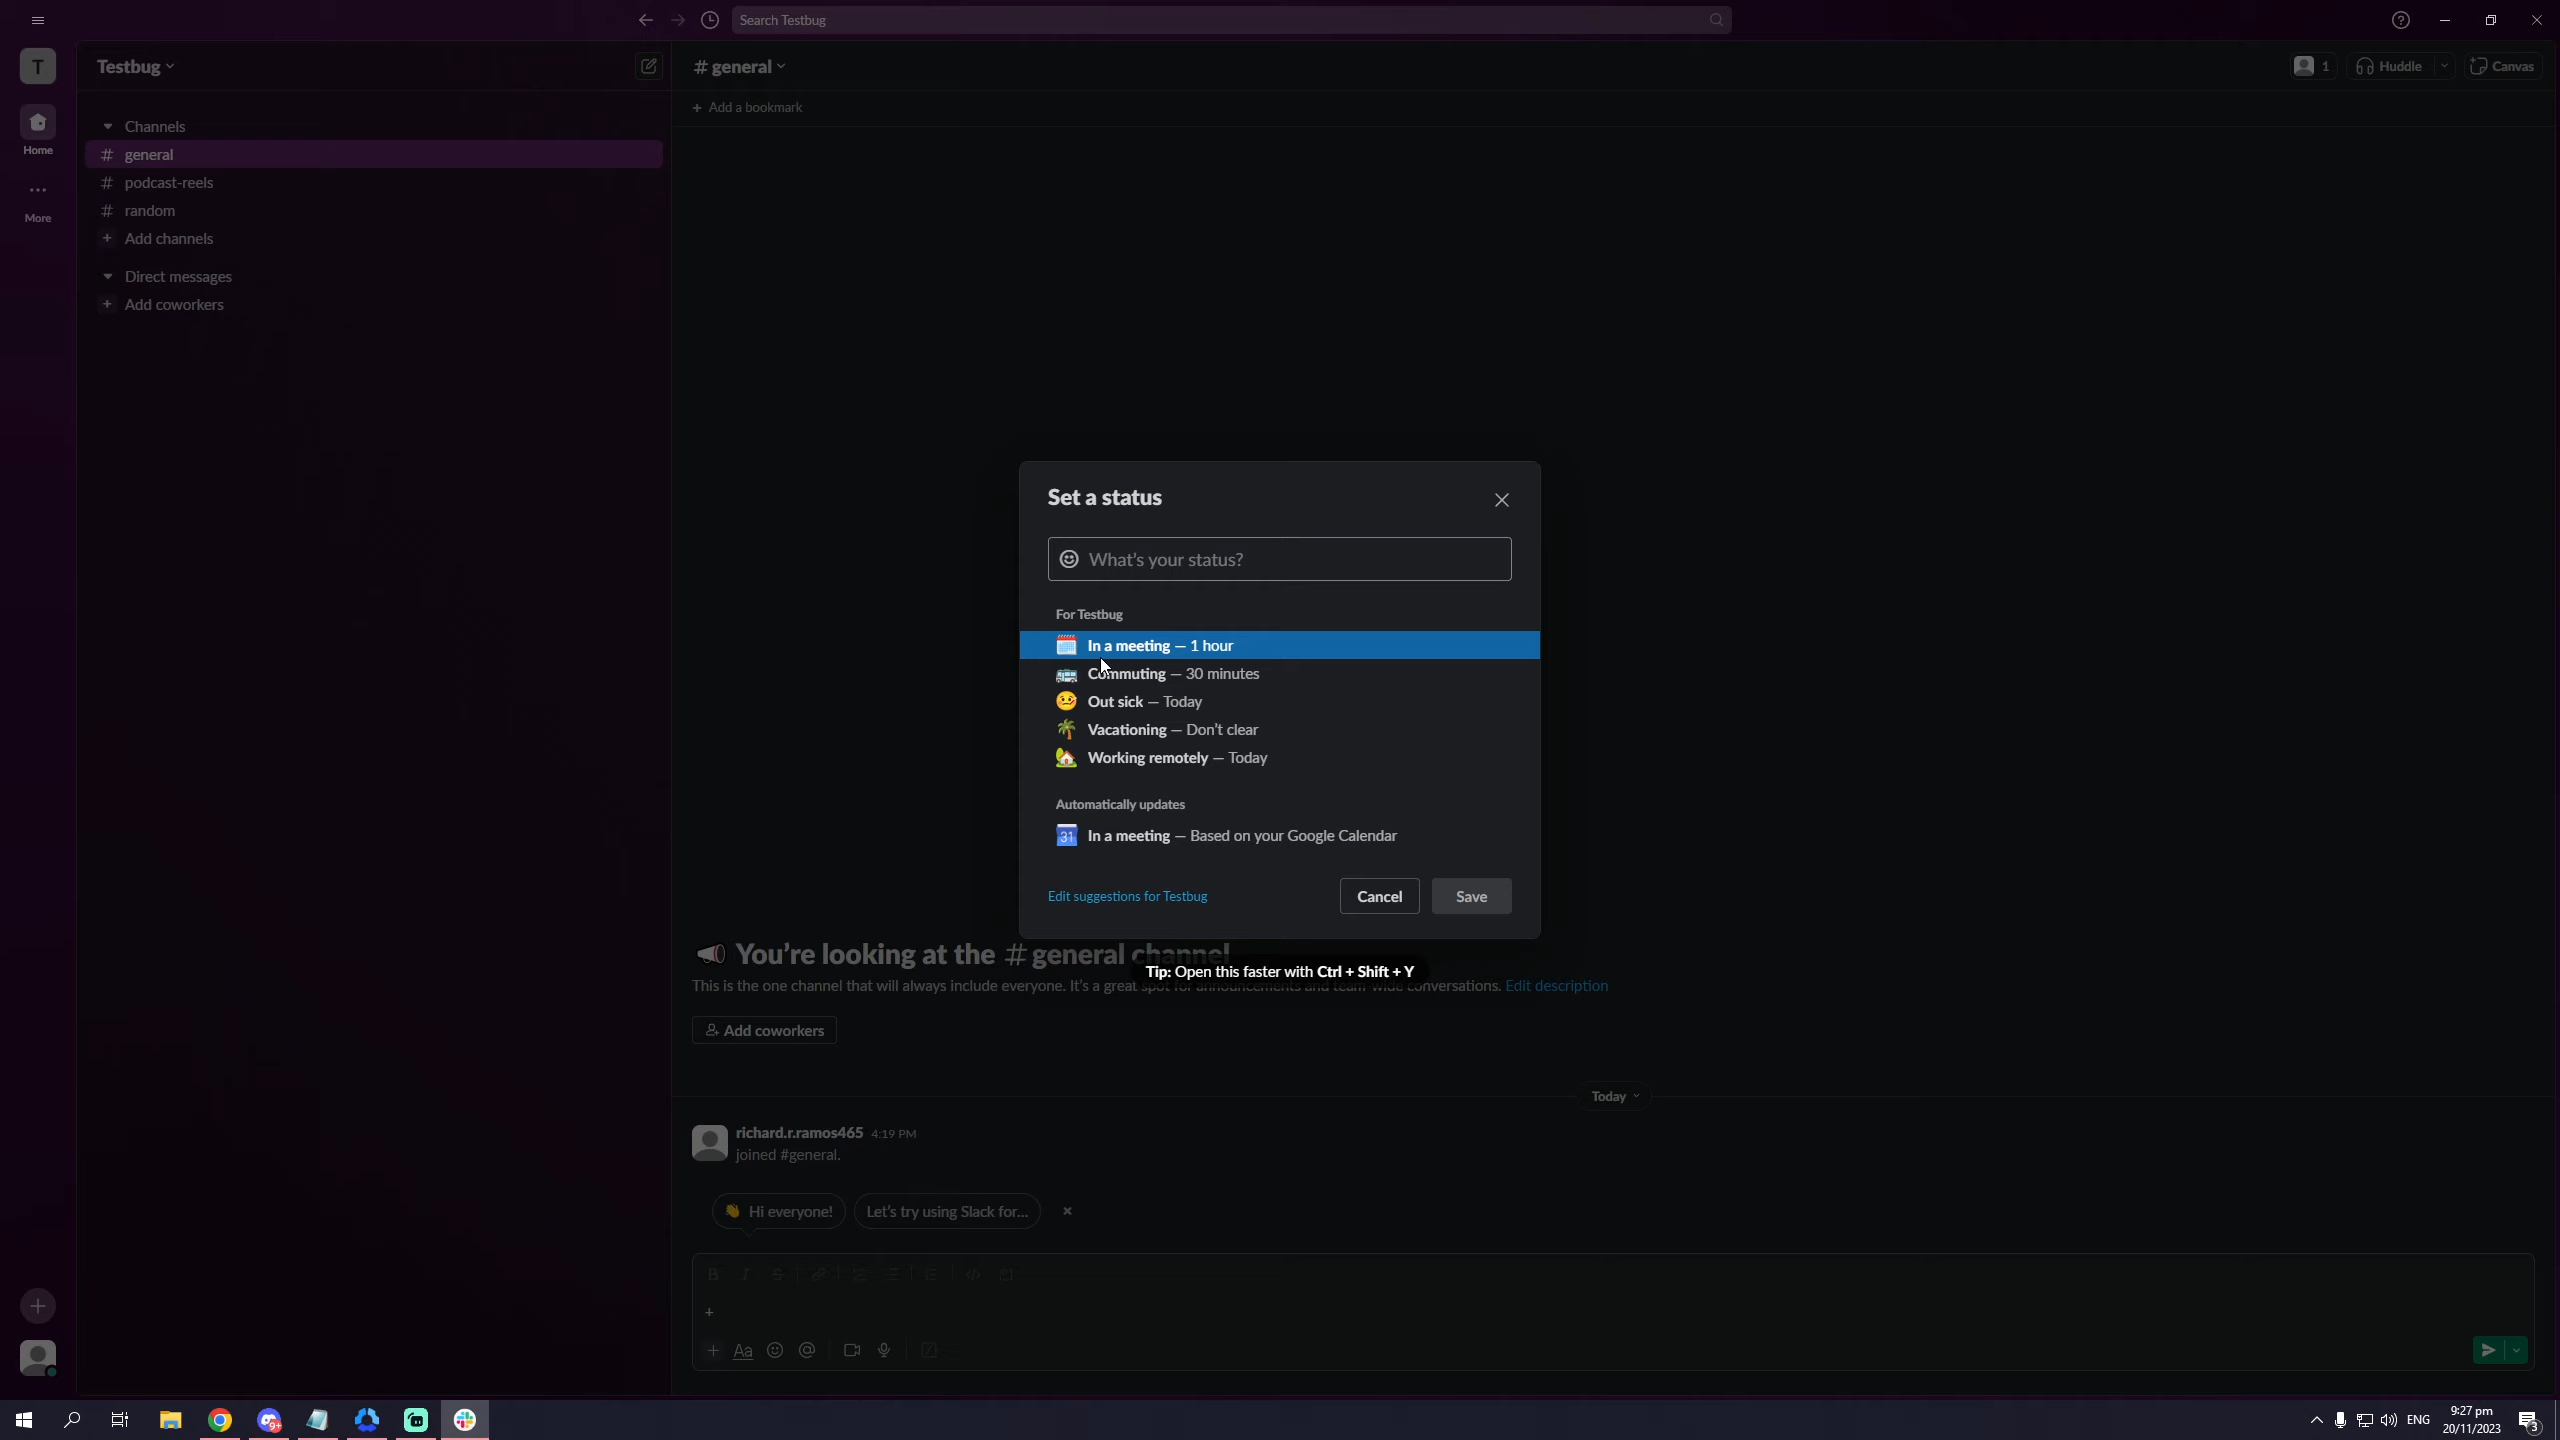 Search Testbug
T
Testbug
# general
1
Huddle
Canvas
+ Add a bookmark
Home
More
Channels
# general
# podcast-reels
# random
+ Add channels
Direct messages
+ Add coworkers
Set a status
What's your status?
For Testbug
In a meeting – 1 hour
Commuting – 30 minutes
Out sick – Today
Vacationing – Don't clear
Working remotely – Today
Automatically updates
31 In a meeting – Based on your Google Calendar
Edit suggestions for Testbug
Cancel
Save
You're looking at the # general channel
Tip: Open this faster with Ctrl + Shift + Y
This is the one channel that will always include everyone. It's a great spot for announcements and team-wide conversations. Edit description
Add coworkers
Today
richard.r.ramos465 4:19 PM
joined #general.
Hi everyone!
Let's try using Slack for...
B I S
+
+ Aa @
9+
ENG
9:27 pm
20/11/2023
3